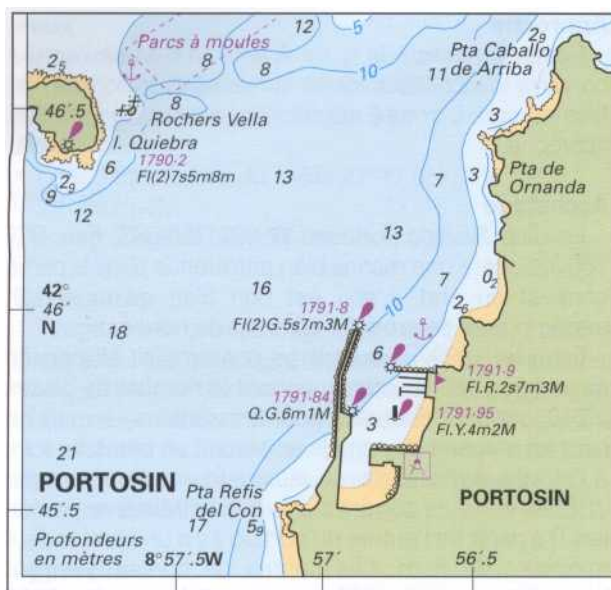 12
5
2₉
Pta Caballo
de Arriba
Parcs à moules
8
8
10
11
2₅
46´.5
8
3
Rochers Vella
I. Quiebra
1790·2
Fl(2)7s5m8m
6
2₉
9
12
13
7
3
Pta de
Ornanda
13
7
0₂
16
10
2₆
42°
46
N
18
1791·8
Fl(2)G.5s7m3M
6
1791·9
Fl.R.2s7m3M
1791·84
Q.G.6m1M
3
1791·95
Fl.Y.4m2M
21
PORTOSIN
Pta Refis
del Con
PORTOSIN
45´.5
17
5₉
Profondeurs
en mètres
8°57´.5W
57´
56´.5